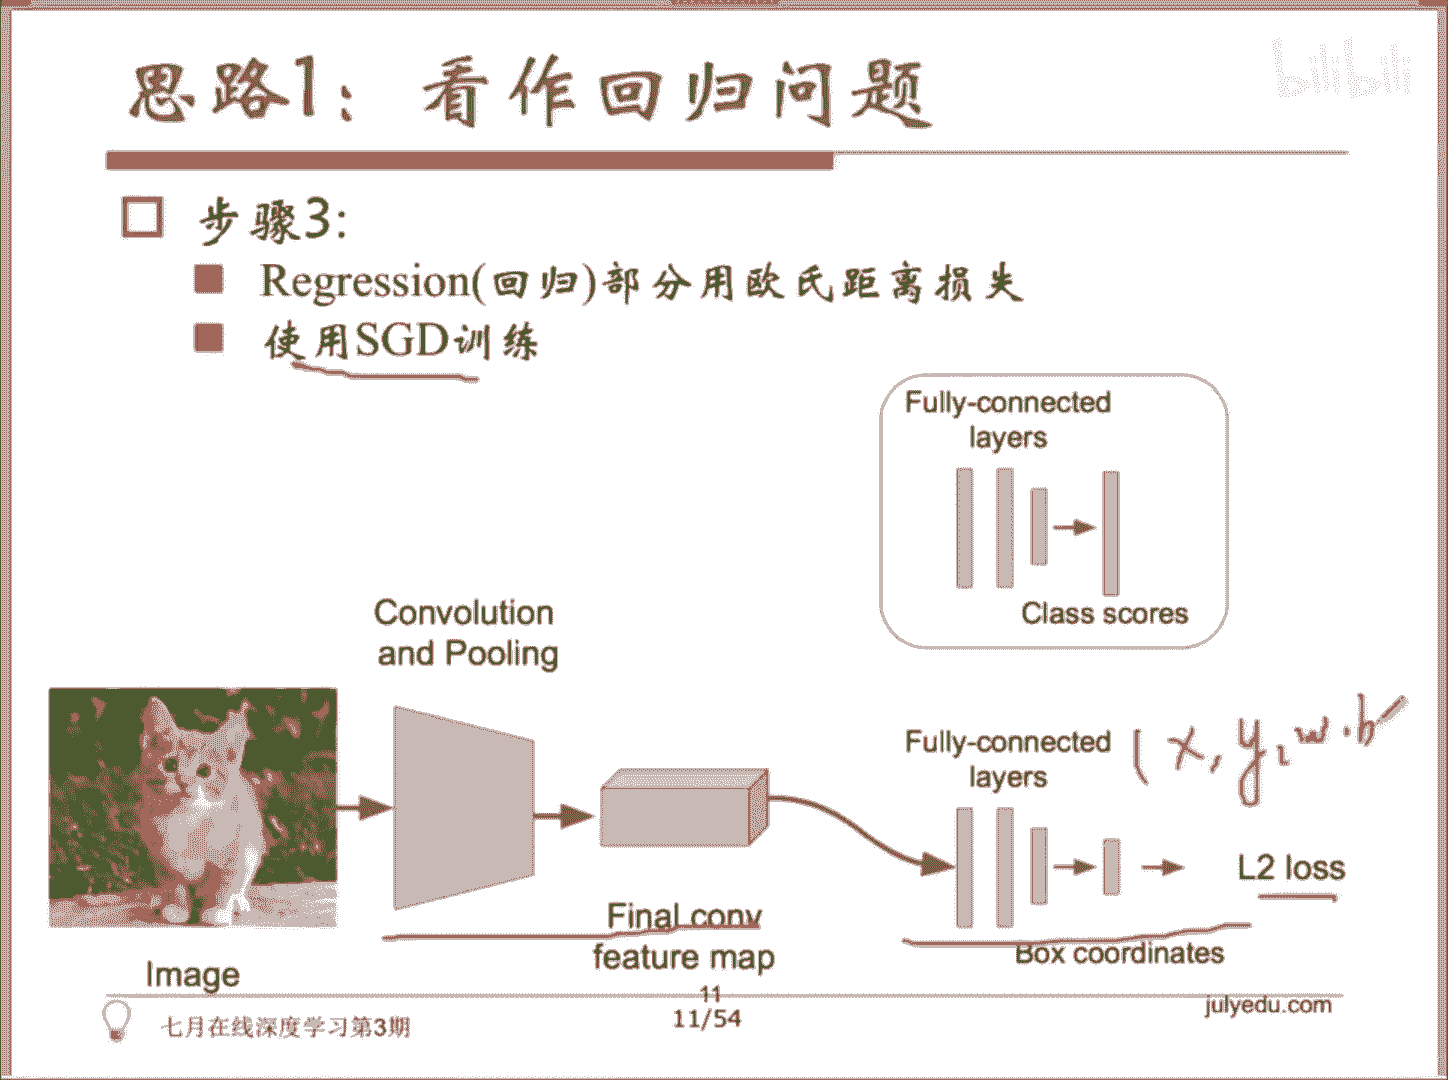 思路1：看作回归问题
bilibili
步骤3:
Regression(回归)部分用欧氏距离损失
使用SGD训练
Fully-connected
layers
Class scores
Convolution
and Pooling
Fully-connected
layers
(x, y, w, h
L2 loss
Final conv
feature map
Box coordinates
Image
11
11/54
七月在线深度学习第3期
julyedu.com